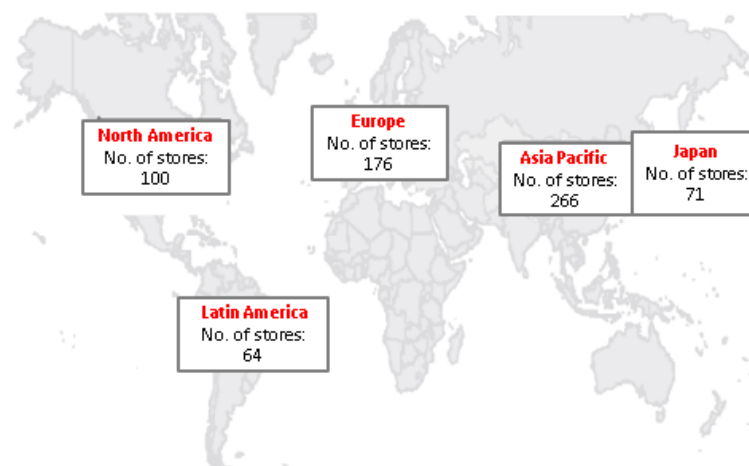 North America
No. of stores:
100
Europe
No. of stores:
176
Asia Pacific
No. of stores:
266
Japan
No. of stores:
71
Latin America
No. of stores:
64